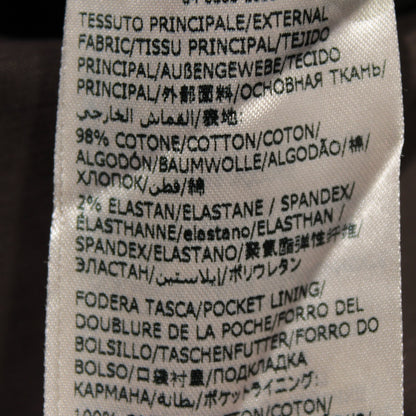 TESSUTO PRINCIPALE/EXTERNAL
FABRIC/TISSU PRINCIPAL/TEJIDO
PRINCIPAL/AUßENGEWEBE/TECIDO
PRINCIPAL/外部面料/ОСНОВНАЯ ТКАНЬ/
القماش الخارجي/表地:
98% COTONE/COTTON/COTON/
ALGODÓN/BAUMWOLLE/ALGODÃO/棉/
ХЛОПОК/قطن/綿
2% ELASTAN/ELASTANE / SPANDEX/
ÉLASTHANNE/elastano/ELASTHAN /
SPANDEX/ELASTANO/聚氨酯弹性纤维/
ЭЛАСТАН/إيلاستين/ポリウレタン
FODERA TASCA/POCKET LINING/
DOUBLURE DE LA POCHE/FORRO DEL
BOLSILLO/TASCHENFUTTER/FORRO DO
BOLSO/口袋衬里/ПОДКЛАДКА
КАРМАНА/بطانة/ポケットライニング:
100% COTONE/COTTON/COTON/